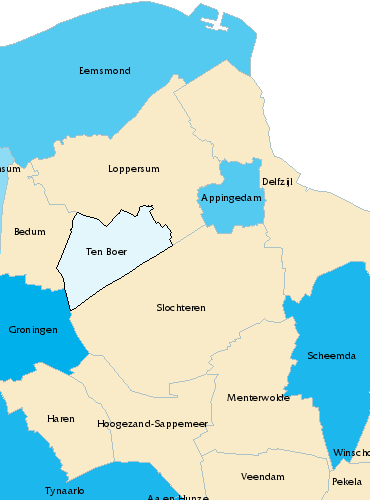 Eemsmond
nsum
Loppersum
Delfzijl
Appingedam
Bedum
Ten Boer
Slochteren
Groningen
Scheemda
Menterwolde
Haren
Hoogezand-Sappemeer
Winscho
Veendam
Pekela
Tynaarlo
Aa en Hunze